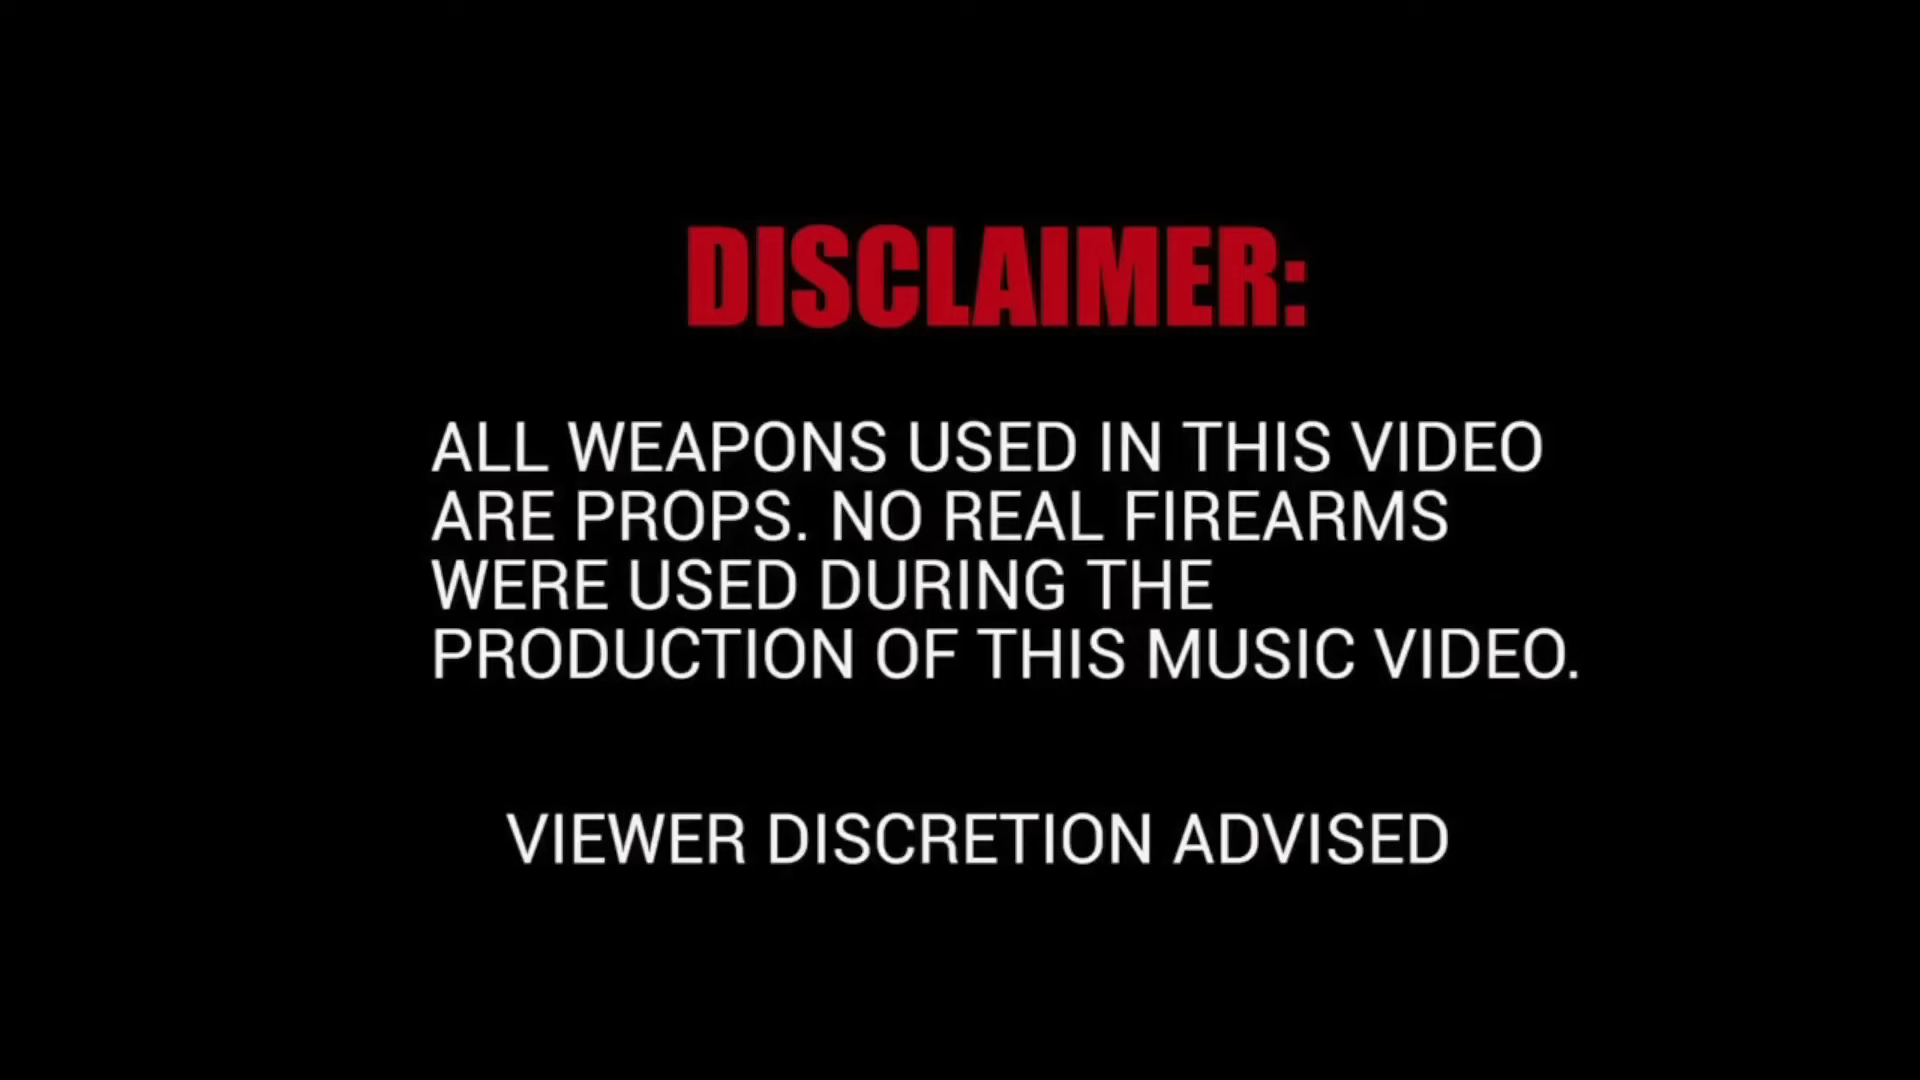 DISCLAIMER:
ALL WEAPONS USED IN THIS VIDEO
ARE PROPS. NO REAL FIREARMS
WERE USED DURING THE
PRODUCTION OF THIS MUSIC VIDEO.
VIEWER DISCRETION ADVISED